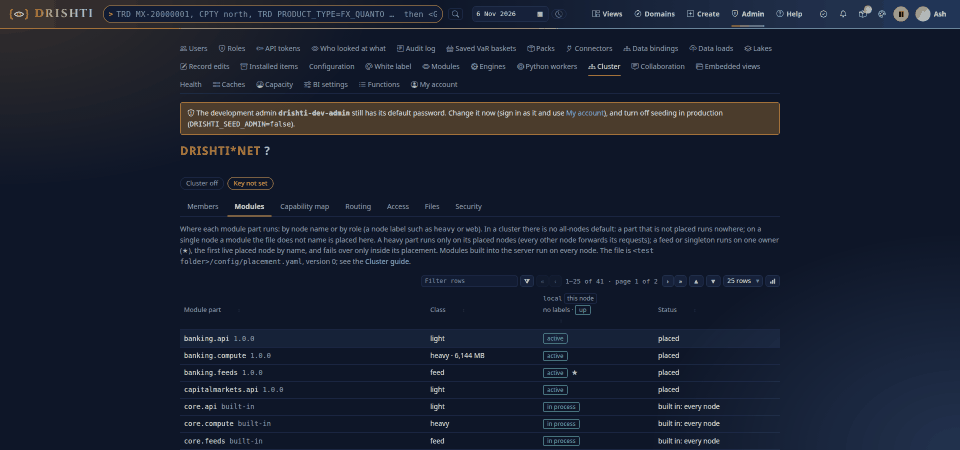 DRISHTI > TRD MX-20000001, CPTY north, TRD PRODUCT_TYPE=FX_QUANTO … then <G 6 Nov 2026 Views Domains Create Admin Help Ash
Users Roles API tokens Who looked at what Audit log Saved VaR baskets Packs Connectors Data bindings Data loads Lakes
Record edits Installed items Configuration White label Modules Engines Python workers Cluster Collaboration Embedded views
Health Caches Capacity BI settings Functions My account
The development admin drishti-dev-admin still has its default password. Change it now (sign in as it and use My account), and turn off seeding in production
(DRISHTI_SEED_ADMIN=false).
DRISHTI*NET ?
Cluster off Key not set
Members Modules Capability map Routing Access Files Security
Where each module part runs: by node name or by role (a node label such as heavy or web). In a cluster there is no all-nodes default: a part that is not placed runs nowhere; on a
single node a module the file does not name is placed here. A heavy part runs only on its placed nodes (every other node forwards its requests); a feed or singleton runs on one owner
(★), the first live placed node by name, and fails over only inside its placement. Modules built into the server run on every node. The file is <test
folder>/config/placement.yaml, version 0; see the Cluster guide.
Filter rows « ‹ 1–25 of 41 · page 1 of 2 › » ▲ ▼ 25 rows
local this node
Module part Class no labels · up Status
banking.api 1.0.0 light active placed
banking.compute 1.0.0 heavy · 6,144 MB active placed
banking.feeds 1.0.0 feed active ★ placed
capitalmarkets.api 1.0.0 light active placed
core.api built-in light in process built in: every node
core.compute built-in heavy in process built in: every node
core.feeds built-in feed in process built in: every node